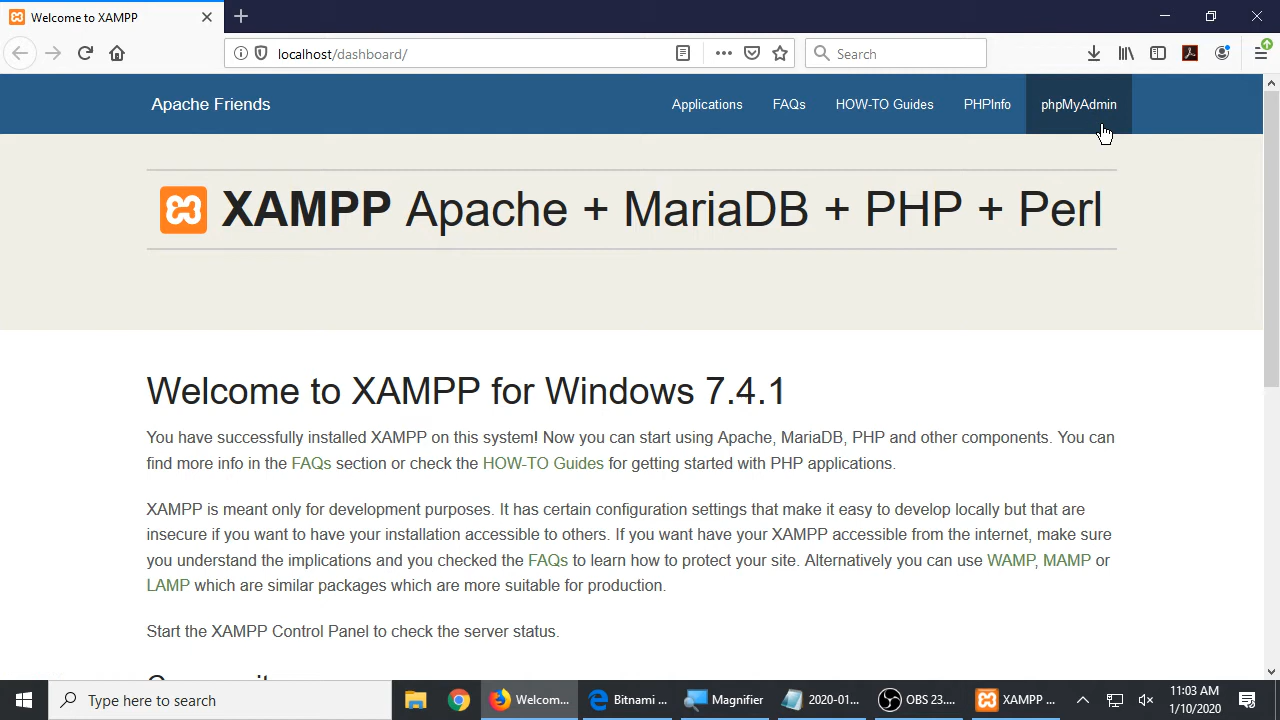 Welcome to XAMPP
localhost/dashboard/
Search
Apache Friends
Applications
FAQs
HOW-TO Guides
PHPInfo
phpMyAdmin
XAMPP Apache + MariaDB + PHP + Perl
Welcome to XAMPP for Windows 7.4.1
You have successfully installed XAMPP on this system! Now you can start using Apache, MariaDB, PHP and other components. You can
find more info in the FAQs section or check the HOW-TO Guides for getting started with PHP applications.
XAMPP is meant only for development purposes. It has certain configuration settings that make it easy to develop locally but that are
insecure if you want to have your installation accessible to others. If you want have your XAMPP accessible from the internet, make sure
you understand the implications and you checked the FAQs to learn how to protect your site. Alternatively you can use WAMP, MAMP or
LAMP which are similar packages which are more suitable for production.
Start the XAMPP Control Panel to check the server status.
Type here to search
Welcom...
Bitnami ...
Magnifier
2020-01...
OBS 23....
XAMPP ...
11:03 AM
1/10/2020